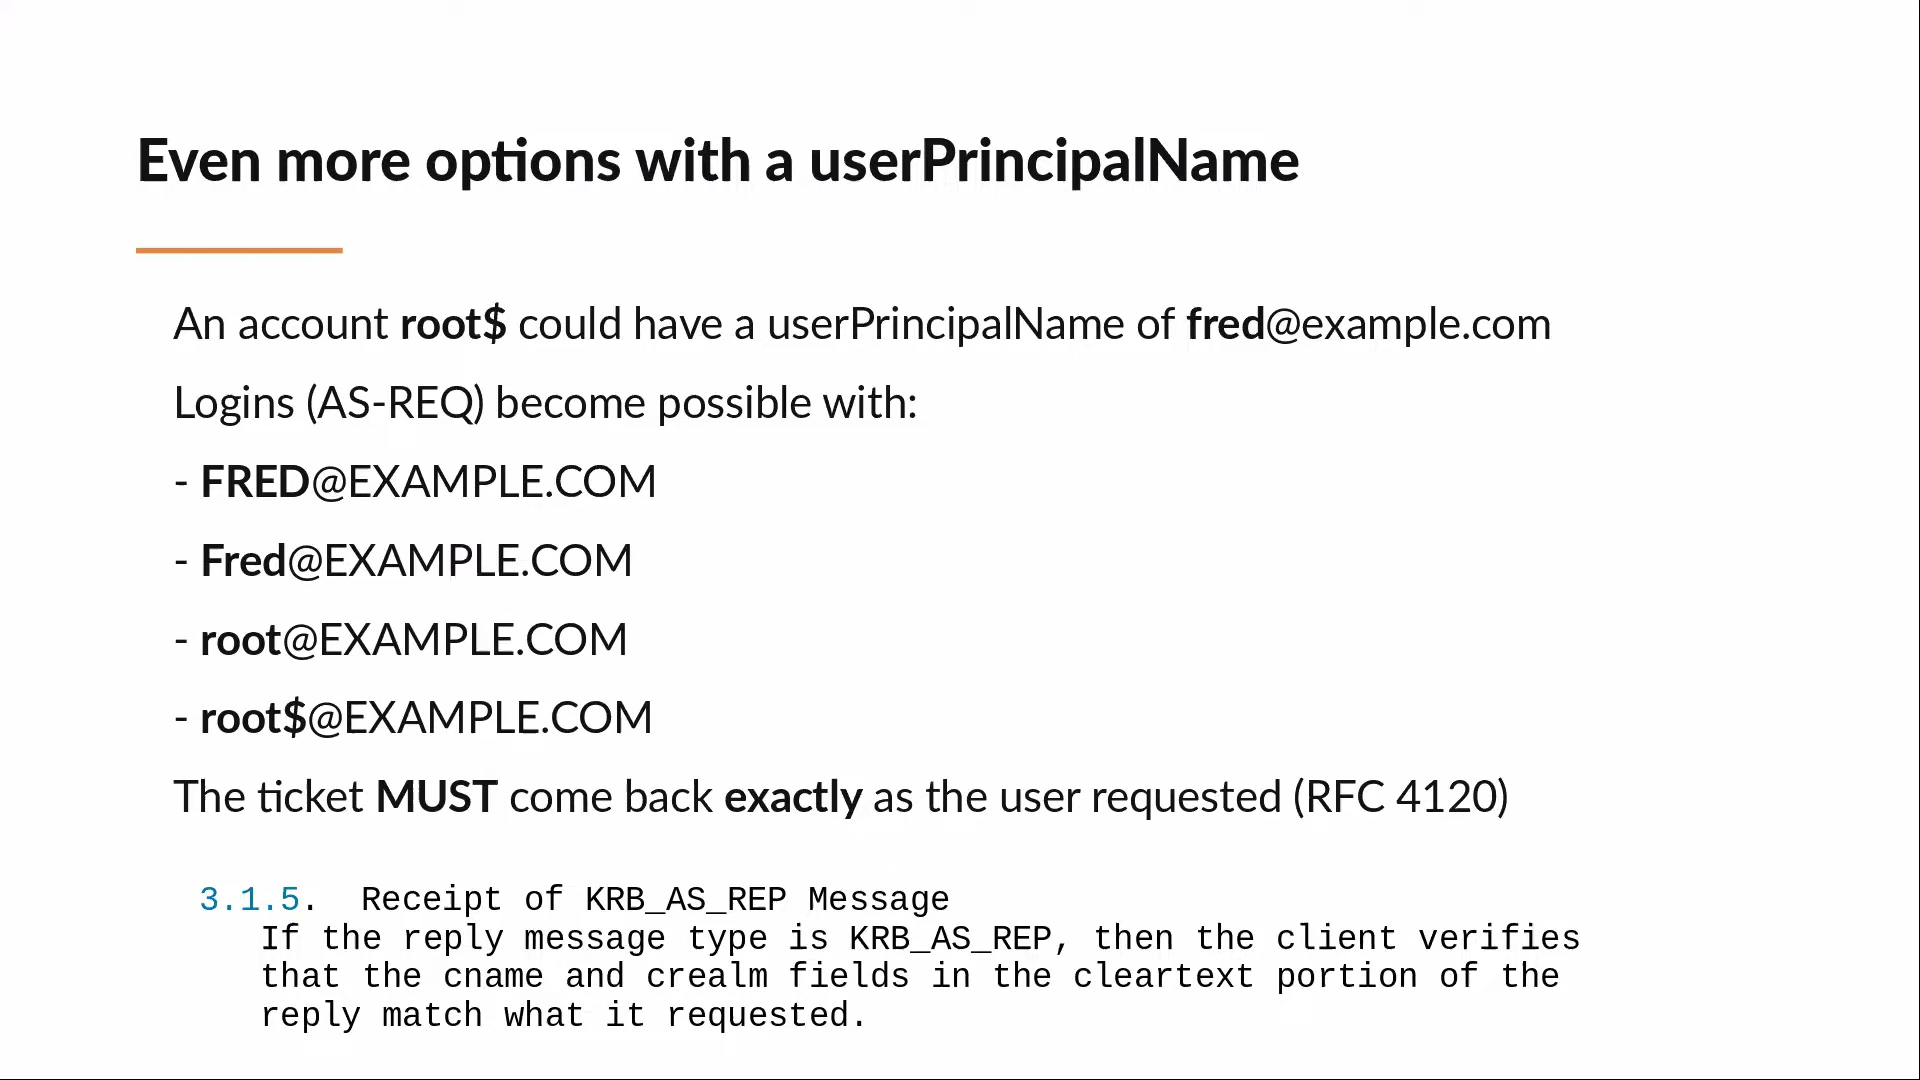 Even more options with a userPrincipalName
An account root$ could have a userPrincipalName of fred@example.com
Logins (AS-REQ) become possible with:
- FRED@EXAMPLE.COM
- Fred@EXAMPLE.COM
- root@EXAMPLE.COM
- root$@EXAMPLE.COM
The ticket MUST come back exactly as the user requested (RFC 4120)
3.1.5.  Receipt of KRB_AS_REP Message
If the reply message type is KRB_AS_REP, then the client verifies
that the cname and crealm fields in the cleartext portion of the
reply match what it requested.